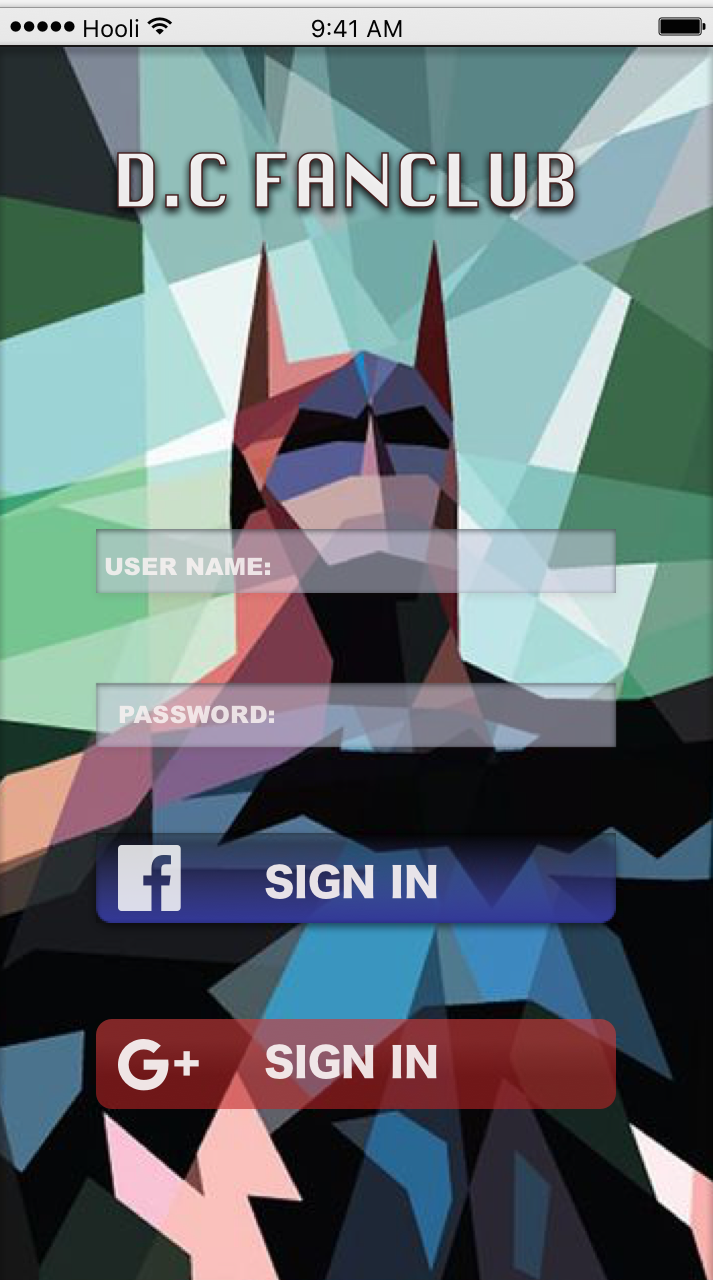 Hooli 9:41 AM
D.C FANCLUB
USER NAME:
PASSWORD:
f SIGN IN
G+ SIGN IN